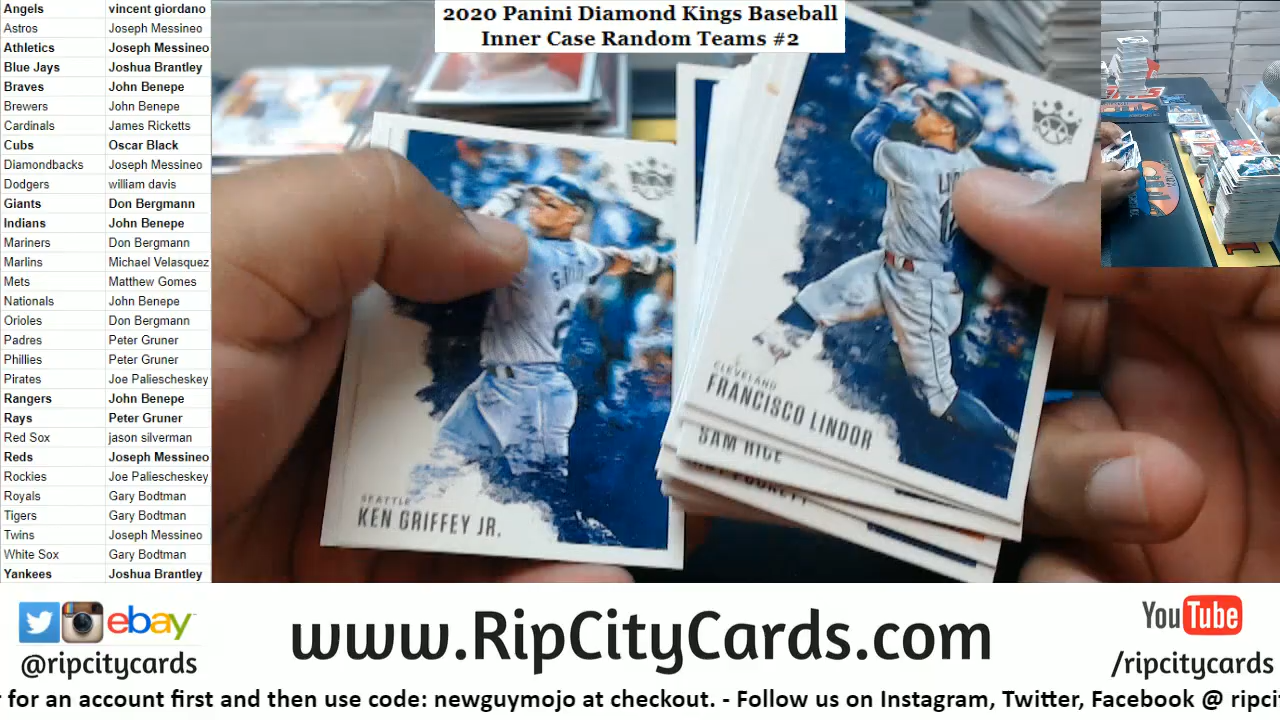 2020 Panini Diamond Kings Baseball
Inner Case Random Teams #2
Angels vincent giordano
Astros Joseph Messineo
Athletics Joseph Messineo
Blue Jays Joshua Brantley
Braves John Benepe
Brewers John Benepe
Cardinals James Ricketts
Cubs Oscar Black
Diamondbacks Joseph Messineo
Dodgers william davis
Giants Don Bergmann
Indians John Benepe
Mariners Don Bergmann
Marlins Michael Velasquez
Mets Matthew Gomes
Nationals John Benepe
Orioles Don Bergmann
Padres Peter Gruner
Phillies Peter Gruner
Pirates Joe Paliescheskey
Rangers John Benepe
Rays Peter Gruner
Red Sox jason silverman
Reds Joseph Messineo
Rockies Joe Paliescheskey
Royals Gary Bodtman
Tigers Gary Bodtman
Twins Joseph Messineo
White Sox Gary Bodtman
Yankees Joshua Brantley
SEATTLE
KEN GRIFFEY JR.
CLEVELAND
FRANCISCO LINDOR
SAM RICE
ebay
@ripcitycards
www.RipCityCards.com
YouTube
/ripcitycards
for an account first and then use code: newguymojo at checkout. - Follow us on Instagram, Twitter, Facebook @ ripci